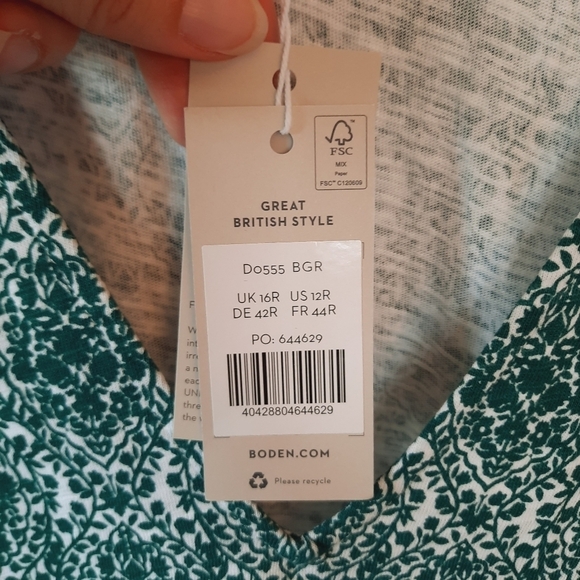 FSC
MIX
Paper
FSC™ C120609
GREAT
BRITISH STYLE
D0555 BGR
UK 16R US 12R
DE 42R FR 44R
PO: 644629
40428804644629
BODEN.COM
Please recycle